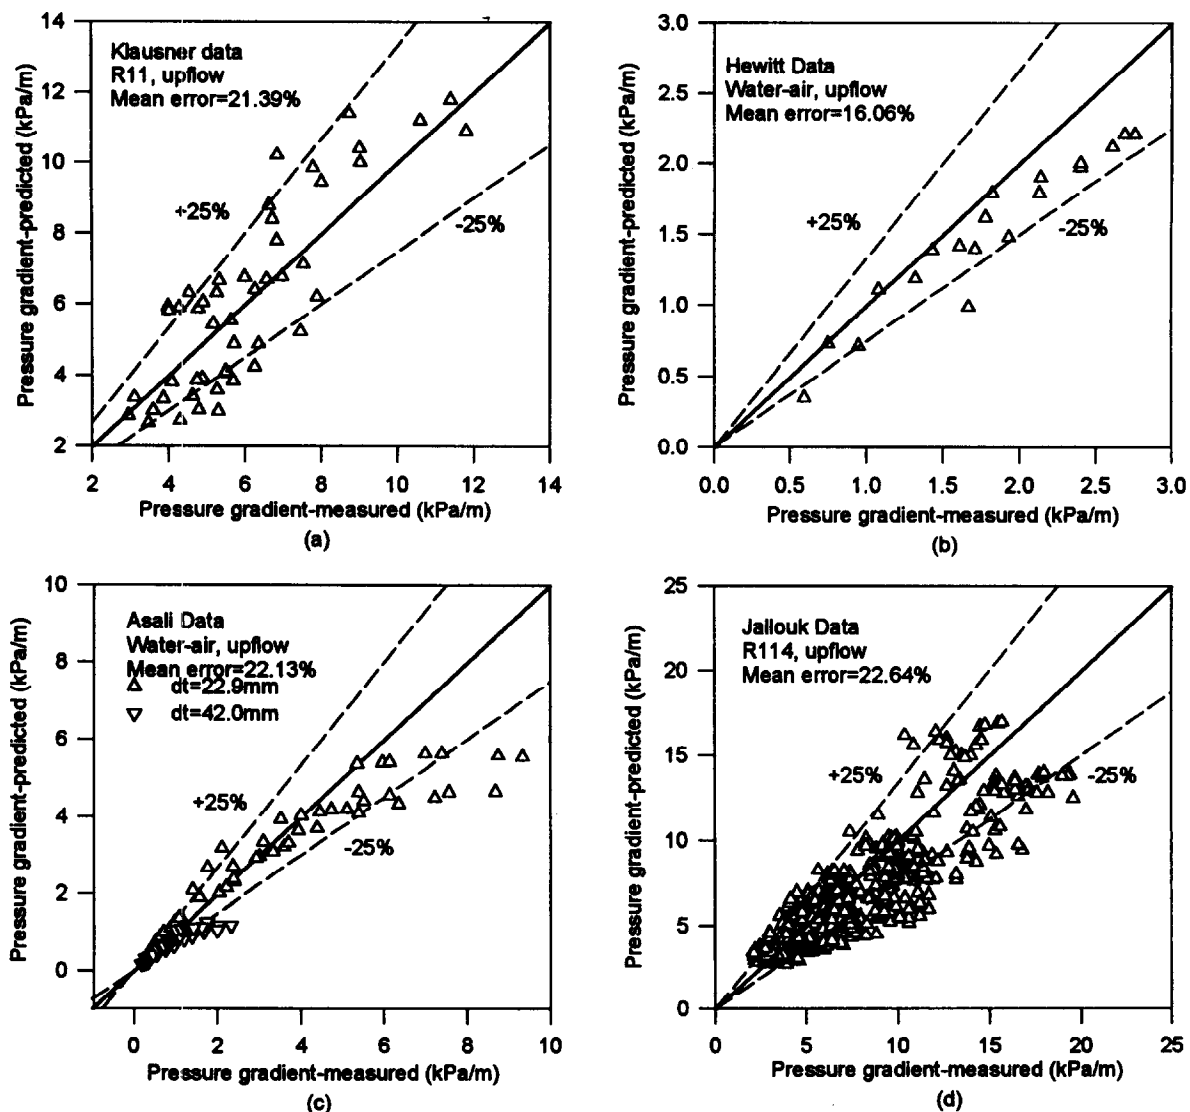 Klausner data
R11, upflow
Mean error=21.39%
+25%
-25%
14
12
10
8
6
4
2
2 4 6 8 10 12 14
Pressure gradient-predicted (kPa/m)
Pressure gradient-measured (kPa/m)
(a)
Hewitt Data
Water-air, upflow
Mean error=16.06%
+25%
-25%
3.0
2.5
2.0
1.5
1.0
0.5
0.0
0.0 0.5 1.0 1.5 2.0 2.5 3.0
Pressure gradient-predicted (kPa/m)
Pressure gradient-measured (kPa/m)
(b)
Asali Data
Water-air, upflow
Mean error=22.13%
dt=22.9mm
dt=42.0mm
+25%
-25%
10
8
6
4
2
0
0 2 4 6 8 10
Pressure gradient-predicted (kPa/m)
Pressure gradient-measured (kPa/m)
(c)
Jallouk Data
R114, upflow
Mean error=22.64%
+25%
-25%
25
20
15
10
5
0
0 5 10 15 20 25
Pressure gradient-predicted (kPa/m)
Pressure gradient-measured (kPa/m)
(d)